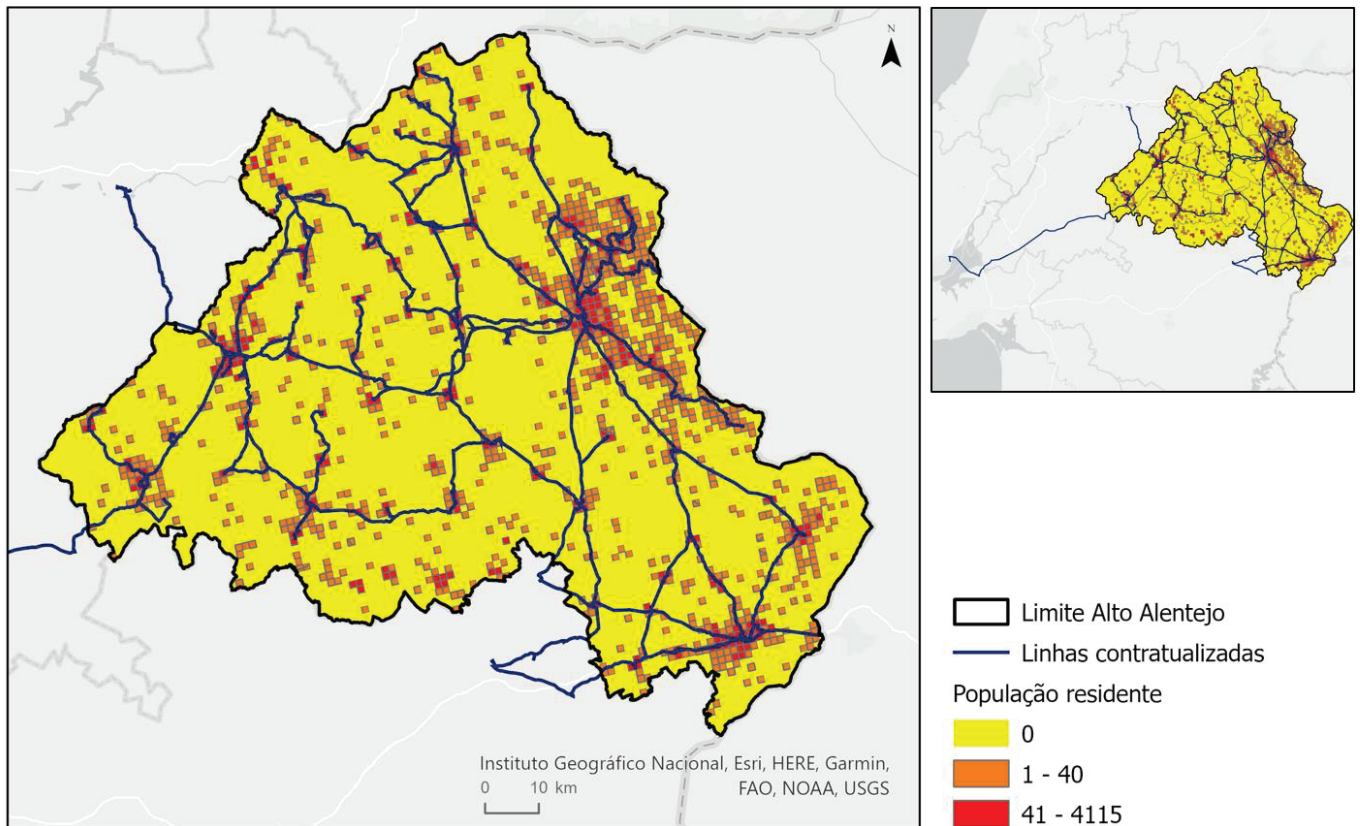 N
Instituto Geográfico Nacional, Esri, HERE, Garmin,
FAO, NOAA, USGS
0 10 km
Limite Alto Alentejo
Linhas contratualizadas
População residente
0
1 - 40
41 - 4115